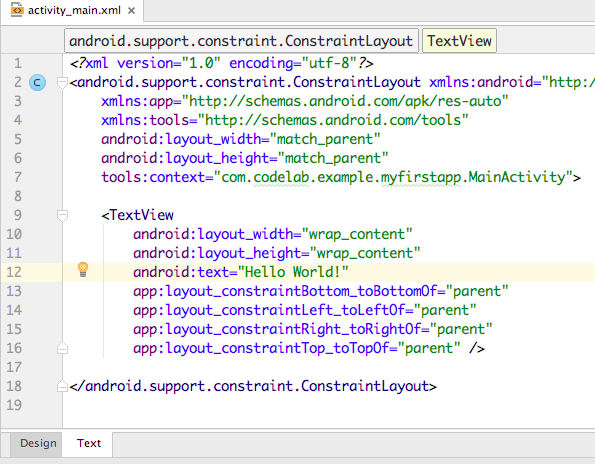 activity_main.xml ×
android.support.constraint.ConstraintLayout TextView
1 <?xml version="1.0" encoding="utf-8"?>
2 C <android.support.constraint.ConstraintLayout xmlns:android="http:/
3 xmlns:app="http://schemas.android.com/apk/res-auto"
4 xmlns:tools="http://schemas.android.com/tools"
5 android:layout_width="match_parent"
6 android:layout_height="match_parent"
7 tools:context="com.codelab.example.myfirstapp.MainActivity">
8
9 <TextView
10 android:layout_width="wrap_content"
11 android:layout_height="wrap_content"
12 android:text="Hello World!"
13 app:layout_constraintBottom_toBottomOf="parent"
14 app:layout_constraintLeft_toLeftOf="parent"
15 app:layout_constraintRight_toRightOf="parent"
16 app:layout_constraintTop_toTopOf="parent" />
17
18 </android.support.constraint.ConstraintLayout>
19
Design Text